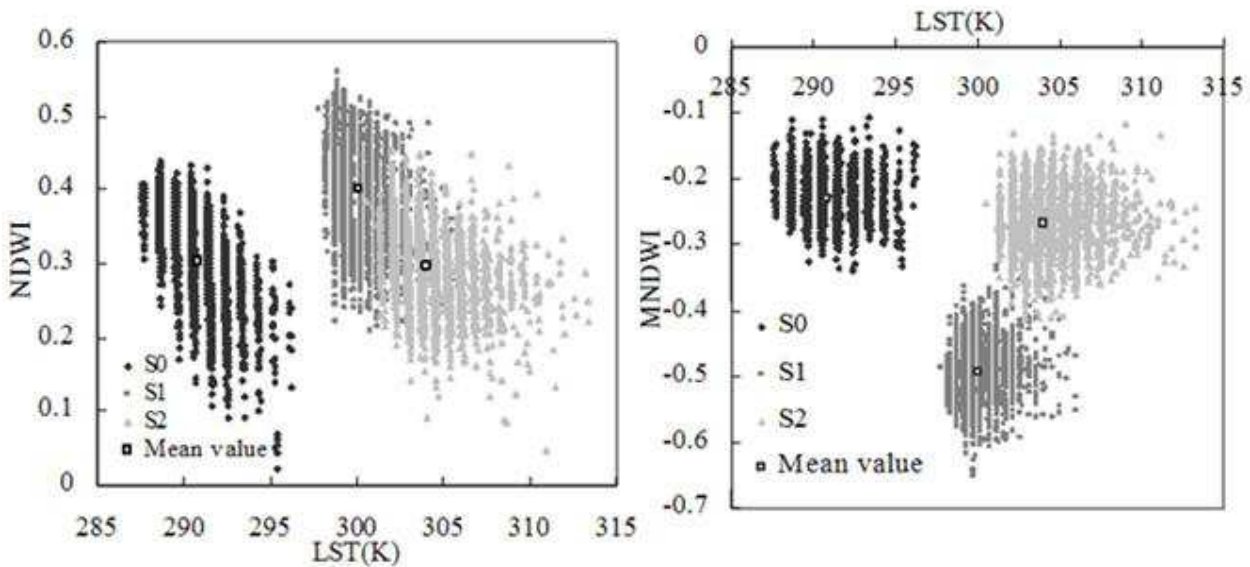 0.6
0.5
0.4
0.3
0.2
0.1
0
NDWI
S0
S1
S2
Mean value
285 290 295 300 305 310 315
LST(K)
LST(K)
285 290 295 300 305 310 315
0
-0.1
-0.2
-0.3
-0.4
-0.5
-0.6
-0.7
MNDWI
S0
S1
S2
Mean value